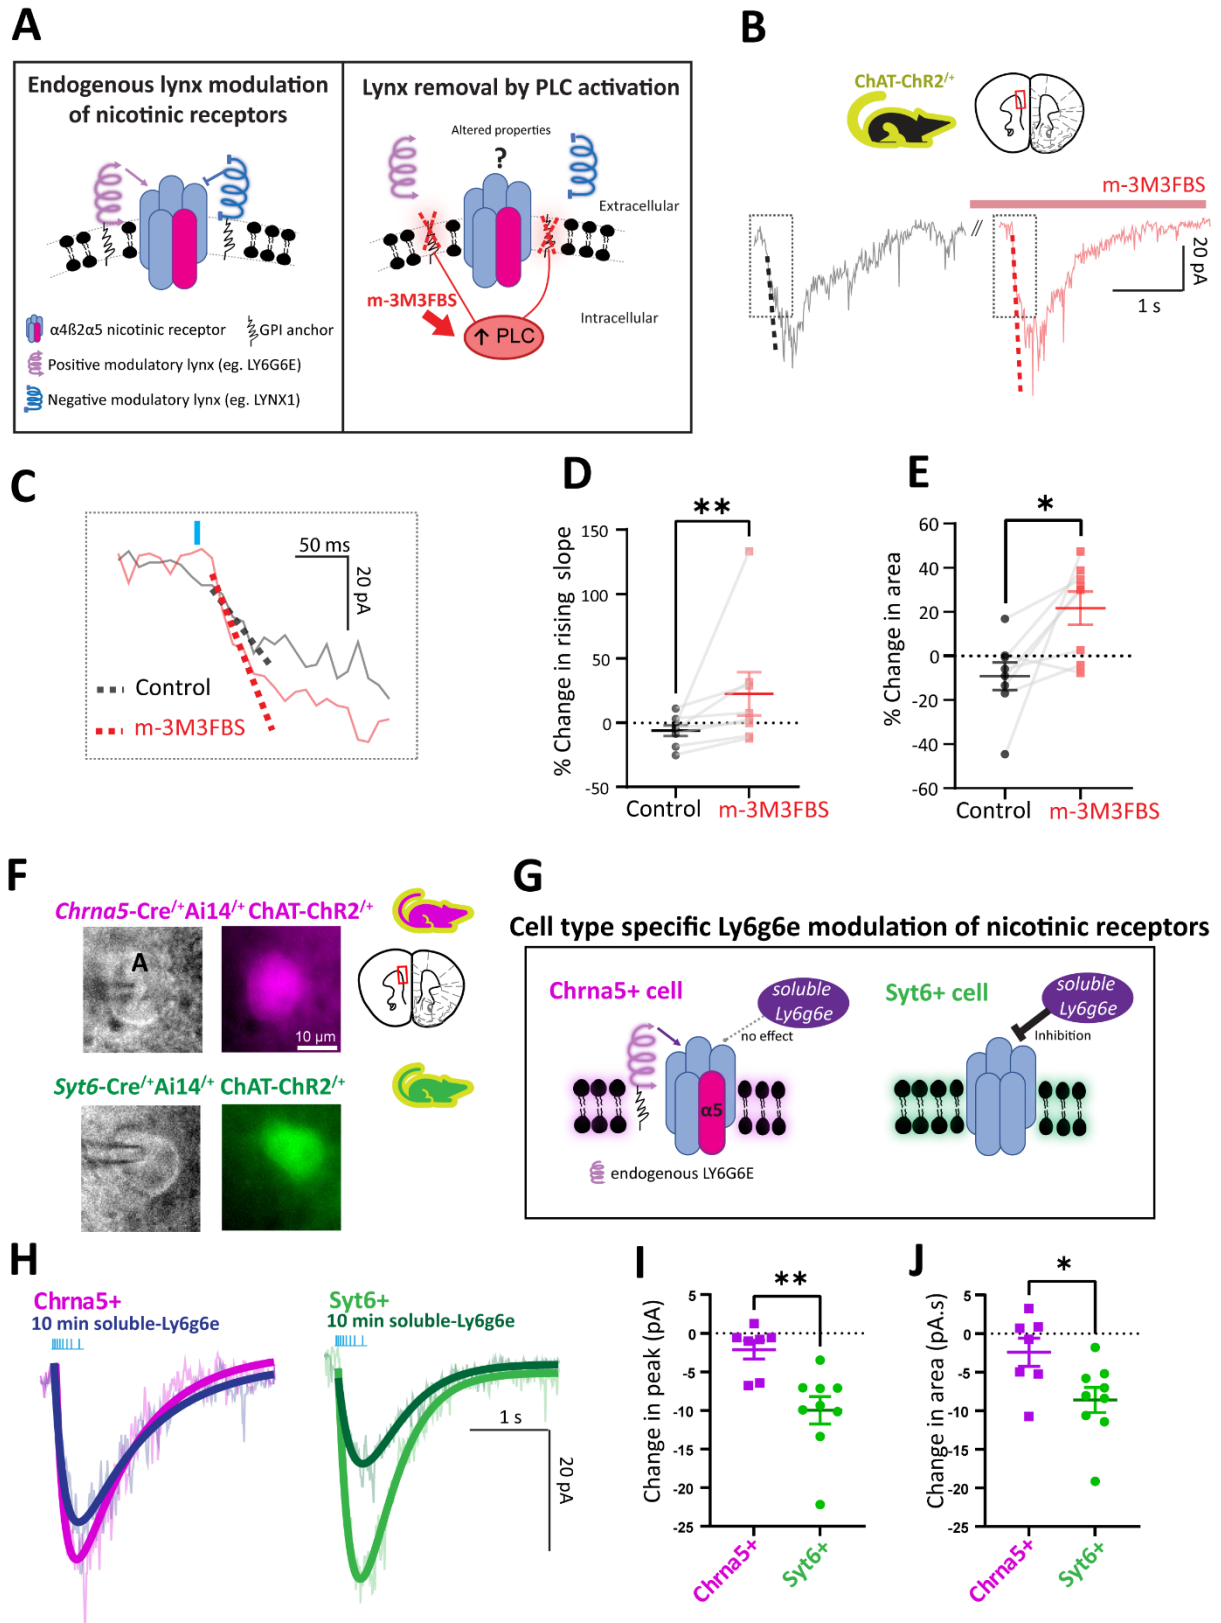 A
Endogenous lynx modulation
of nicotinic receptors
α4ß2α5 nicotinic receptor
GPI anchor
Positive modulatory lynx (eg. LY6G6E)
Negative modulatory lynx (eg. LYNX1)
Lynx removal by PLC activation
Altered properties
?
Extracellular
m-3M3FBS
↑ PLC
Intracellular
B
ChAT-ChR2/+
m-3M3FBS
//
20 pA
1 s
C
50 ms
20 pA
Control
m-3M3FBS
D
**
% Change in rising slope
150
100
50
0
-50
Control
m-3M3FBS
E
*
% Change in area
60
40
20
0
-20
-40
-60
Control
m-3M3FBS
F
Chrna5-Cre/+Ai14/+ ChAT-ChR2/+
A
10 µm
Syt6-Cre/+Ai14/+ ChAT-ChR2/+
G
Cell type specific Ly6g6e modulation of nicotinic receptors
Chrna5+ cell
soluble
Ly6g6e
no effect
α5
endogenous LY6G6E
Syt6+ cell
soluble
Ly6g6e
Inhibition
H
Chrna5+
10 min soluble-Ly6g6e
Syt6+
10 min soluble-Ly6g6e
1 s
20 pA
I
**
Change in peak (pA)
5
0
-5
-10
-15
-20
-25
Chrna5+
Syt6+
J
*
Change in area (pA.s)
5
0
-5
-10
-15
-20
-25
Chrna5+
Syt6+